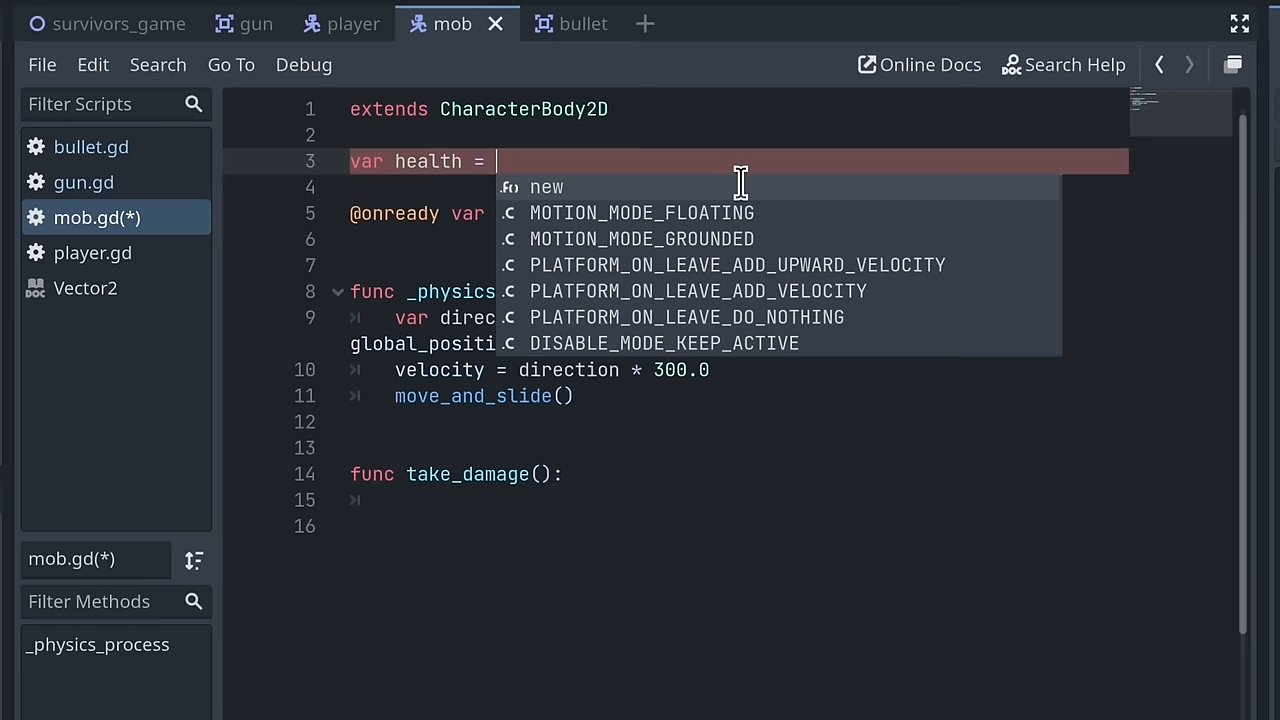 survivors_game gun player mob bullet
File Edit Search Go To Debug Online Docs Search Help
Filter Scripts
bullet.gd
gun.gd
mob.gd(*)
player.gd
Vector2
mob.gd(*)
Filter Methods
_physics_process
1 extends CharacterBody2D
2
3 var health =
4
5 @onready var
6
7
8 func _physics
9 var direc
global_positi
10 velocity = direction * 300.0
11 move_and_slide()
12
13
14 func take_damage():
15
16
new
MOTION_MODE_FLOATING
MOTION_MODE_GROUNDED
PLATFORM_ON_LEAVE_ADD_UPWARD_VELOCITY
PLATFORM_ON_LEAVE_ADD_VELOCITY
PLATFORM_ON_LEAVE_DO_NOTHING
DISABLE_MODE_KEEP_ACTIVE